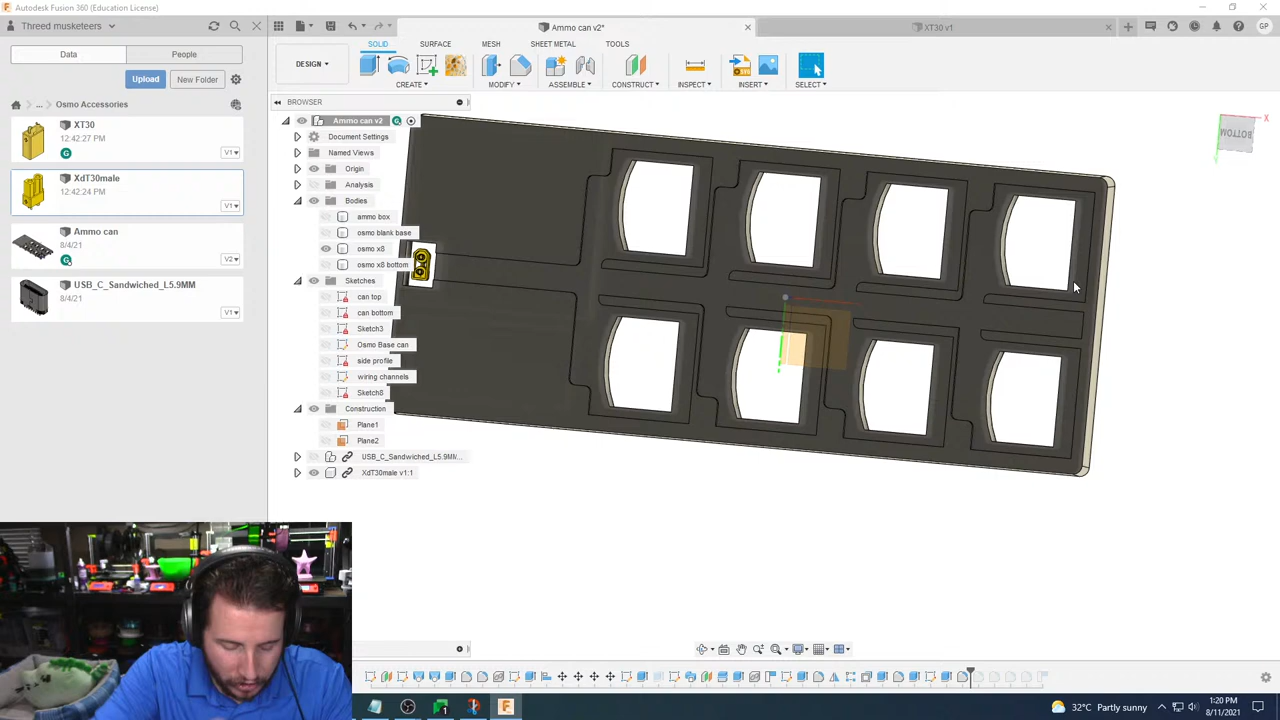 Autodesk Fusion 360 (Education License)
Threed musketeers
Ammo can v2*
XT30 v1
GP
Data
People
SOLID
SURFACE
MESH
SHEET METAL
TOOLS
DESIGN
Upload
New Folder
CREATE
MODIFY
ASSEMBLE
CONSTRUCT
INSPECT
INSERT
SELECT
... Osmo Accessories
BROWSER
XT30
12:42:27 PM
G
V1
XdT30male
12:42:24 PM
V1
Ammo can
8/4/21
G
V2
USB_C_Sandwiched_L5.9MM
8/4/21
V1
Ammo can v2
Document Settings
Named Views
Origin
Analysis
Bodies
ammo box
osmo blank base
osmo x8
osmo x8 bottom
Sketches
can top
can bottom
Sketch3
Osmo Base can
side profile
wiring channels
Sketch8
Construction
Plane1
Plane2
USB_C_Sandwiched_L5.9MM...
XdT30male v1:1
X
BOTTOM
32°C Partly sunny
1:20 PM
8/11/2021